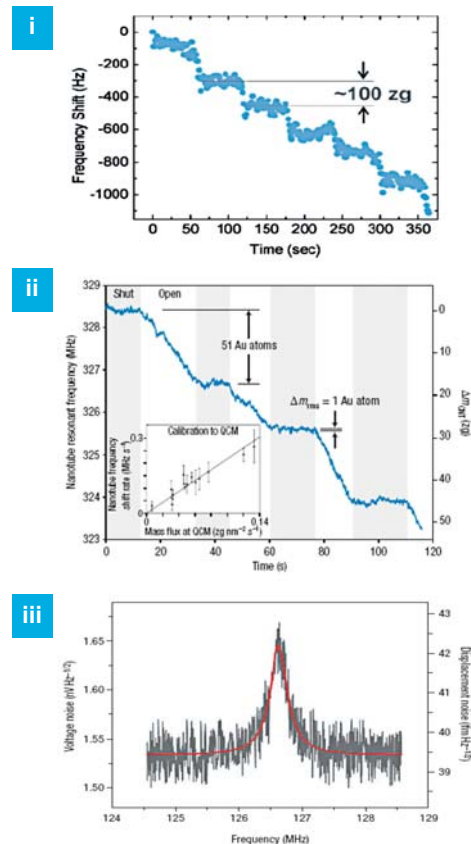 i
0
-200
-400
-600
-800
-1000
Frequency Shift (Hz)
~100 zg
0 50 100 150 200 250 300 350
Time (sec)
ii
329
328
327
326
325
324
323
Nanotube resonant frequency (MHz)
Shut Open
51 Au atoms
Δm_rms = 1 Au atom
0
10
20
30
40
50
(zg)
Calibration to QCM
0.3
0
Nanotube frequency
shift rate (MHz s⁻¹)
0 0.14
Mass flux at QCM (zg nm⁻² s⁻¹)
0 20 40 60 80 100 120
Time (s)
iii
1.65
1.60
1.55
1.50
Voltage noise (nV Hz⁻¹/²)
43
42
41
40
39
Displacement noise (fm Hz⁻¹/²)
124 125 126 127 128 129
Frequency (MHz)